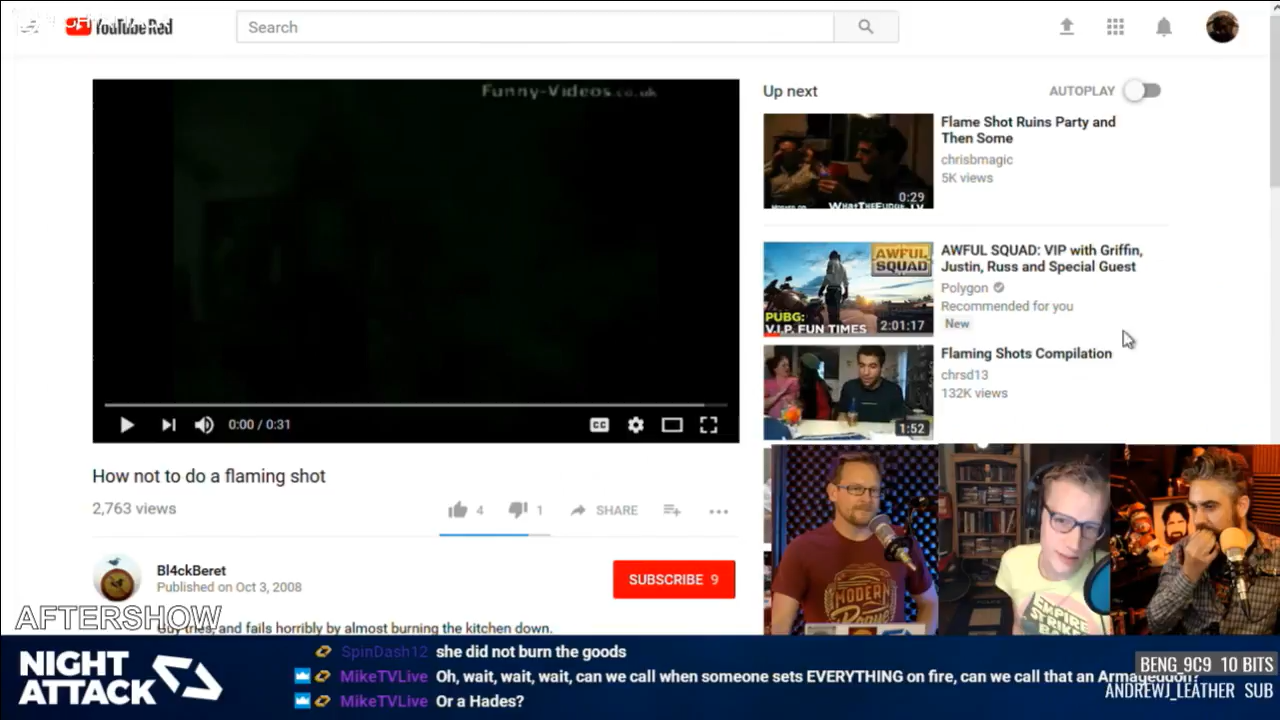 YouTube Red
Search
Funny-Videos.co.uk
Up next
AUTOPLAY
Flame Shot Ruins Party and
Then Some
chrisbmagic
5K views
0:29
WHATTHEFUDGE.TV
AWFUL SQUAD: VIP with Griffin,
Justin, Russ and Special Guest
Polygon
Recommended for you
New
AWFUL
SQUAD
PUBG:
V.I.P. FUN TIMES
2:01:17
Flaming Shots Compilation
chrsd13
132K views
1:52
0:00 / 0:31
CC
How not to do a flaming shot
2,763 views
4
1
SHARE
Bl4ckBeret
Published on Oct 3, 2008
SUBSCRIBE 9
Guy tries, and fails horribly by almost burning the kitchen down.
AFTERSHOW
MODERN
Rogue
EMPIRE
STRIKES
BACK
NIGHT
ATTACK
SpinDash12 she did not burn the goods
MikeTVLive Oh, wait, wait, wait, can we call when someone sets EVERYTHING on fire, can we call that an Armageddon?
MikeTVLive Or a Hades?
BENG_9C9 10 BITS
ANDREWJ_LEATHER SUB